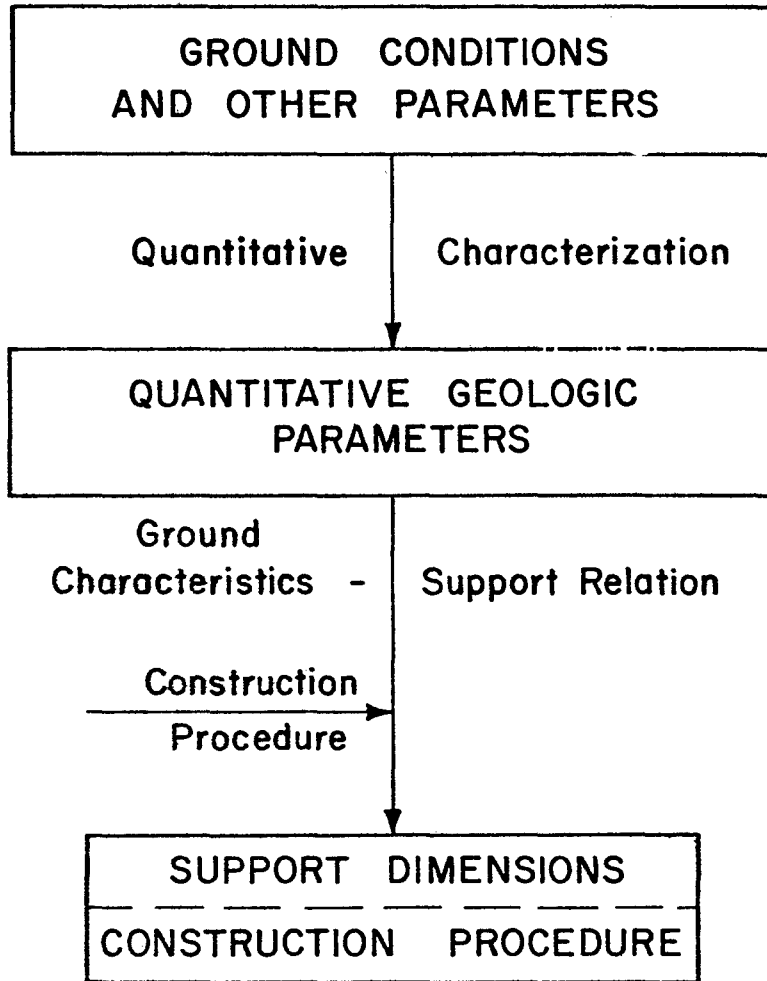 GROUND CONDITIONS
AND OTHER PARAMETERS
Quantitative Characterization
QUANTITATIVE GEOLOGIC
PARAMETERS
Ground
Characteristics - Support Relation
Construction
Procedure
SUPPORT DIMENSIONS
CONSTRUCTION PROCEDURE